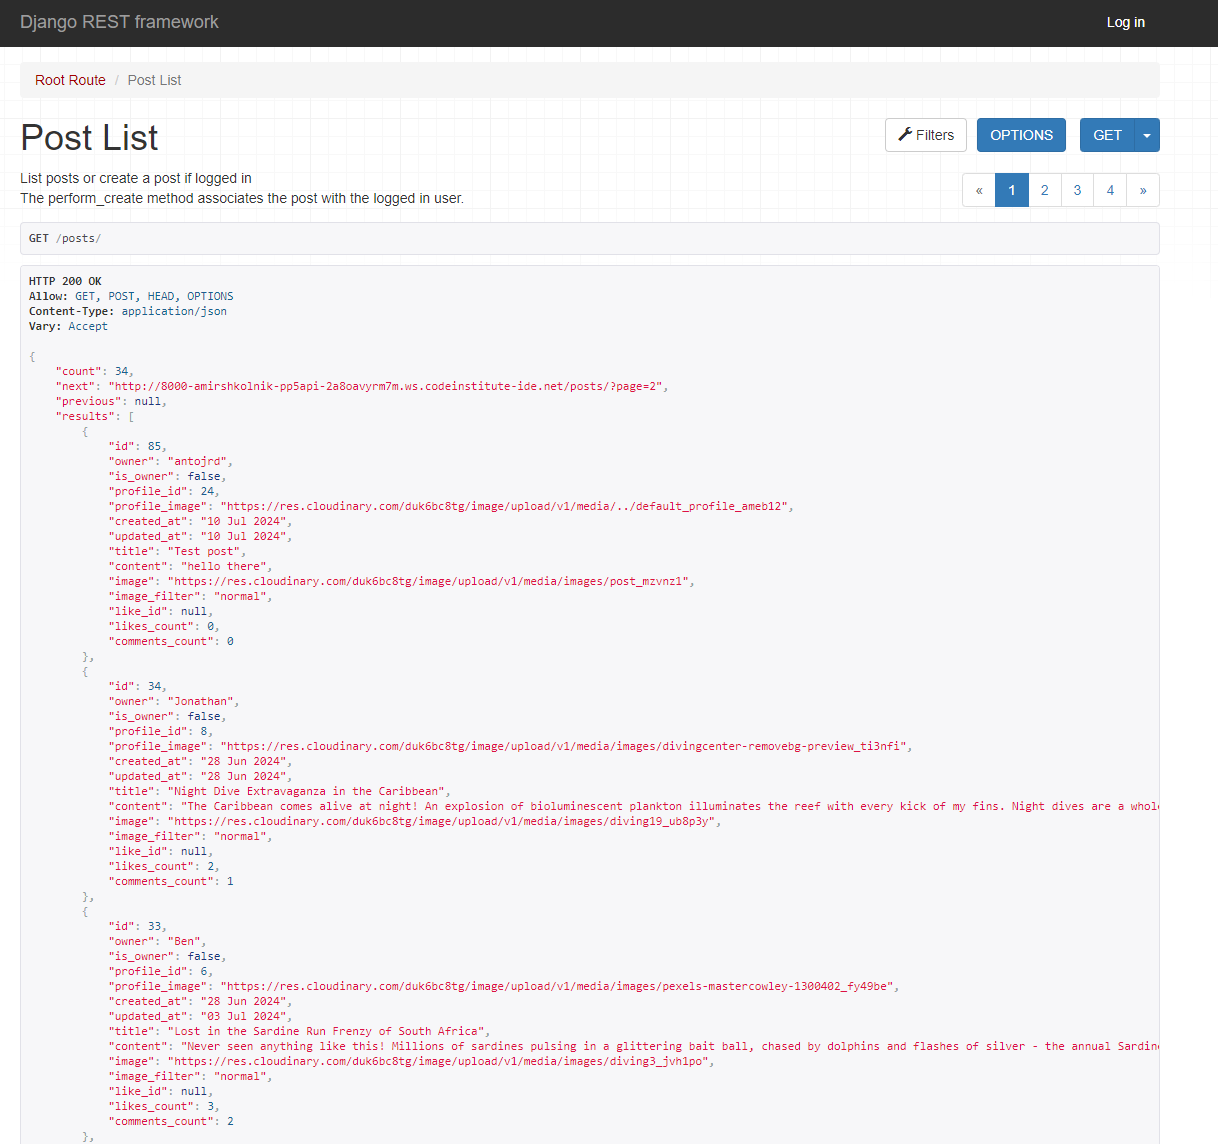 Django REST framework
Log in
Root Route / Post List
Post List
Filters
OPTIONS
GET
List posts or create a post if logged in
The perform_create method associates the post with the logged in user.
« 1 2 3 4 »
GET /posts/
HTTP 200 OK
Allow: GET, POST, HEAD, OPTIONS
Content-Type: application/json
Vary: Accept
{
    "count": 34,
    "next": "http://8000-amirshkolnik-pp5api-2a8oavyrm7m.ws.codeinstitute-ide.net/posts/?page=2",
    "previous": null,
    "results": [
        {
            "id": 85,
            "owner": "antojrd",
            "is_owner": false,
            "profile_id": 24,
            "profile_image": "https://res.cloudinary.com/duk6bc8tg/image/upload/v1/media/../default_profile_ameb12",
            "created_at": "10 Jul 2024",
            "updated_at": "10 Jul 2024",
            "title": "Test post",
            "content": "hello there",
            "image": "https://res.cloudinary.com/duk6bc8tg/image/upload/v1/media/images/post_mzvnz1",
            "image_filter": "normal",
            "like_id": null,
            "likes_count": 0,
            "comments_count": 0
        },
        {
            "id": 34,
            "owner": "Jonathan",
            "is_owner": false,
            "profile_id": 8,
            "profile_image": "https://res.cloudinary.com/duk6bc8tg/image/upload/v1/media/images/divingcenter-removebg-preview_ti3nfi",
            "created_at": "28 Jun 2024",
            "updated_at": "28 Jun 2024",
            "title": "Night Dive Extravaganza in the Caribbean",
            "content": "The Caribbean comes alive at night! An explosion of bioluminescent plankton illuminates the reef with every kick of my fins. Night dives are a whole
            "image": "https://res.cloudinary.com/duk6bc8tg/image/upload/v1/media/images/diving19_ub8p3y",
            "image_filter": "normal",
            "like_id": null,
            "likes_count": 2,
            "comments_count": 1
        },
        {
            "id": 33,
            "owner": "Ben",
            "is_owner": false,
            "profile_id": 6,
            "profile_image": "https://res.cloudinary.com/duk6bc8tg/image/upload/v1/media/images/pexels-mastercowley-1300402_fy49be",
            "created_at": "28 Jun 2024",
            "updated_at": "03 Jul 2024",
            "title": "Lost in the Sardine Run Frenzy of South Africa",
            "content": "Never seen anything like this! Millions of sardines pulsing in a glittering bait ball, chased by dolphins and flashes of silver - the annual Sardin
            "image": "https://res.cloudinary.com/duk6bc8tg/image/upload/v1/media/images/diving3_jvhlpo",
            "image_filter": "normal",
            "like_id": null,
            "likes_count": 3,
            "comments_count": 2
        },